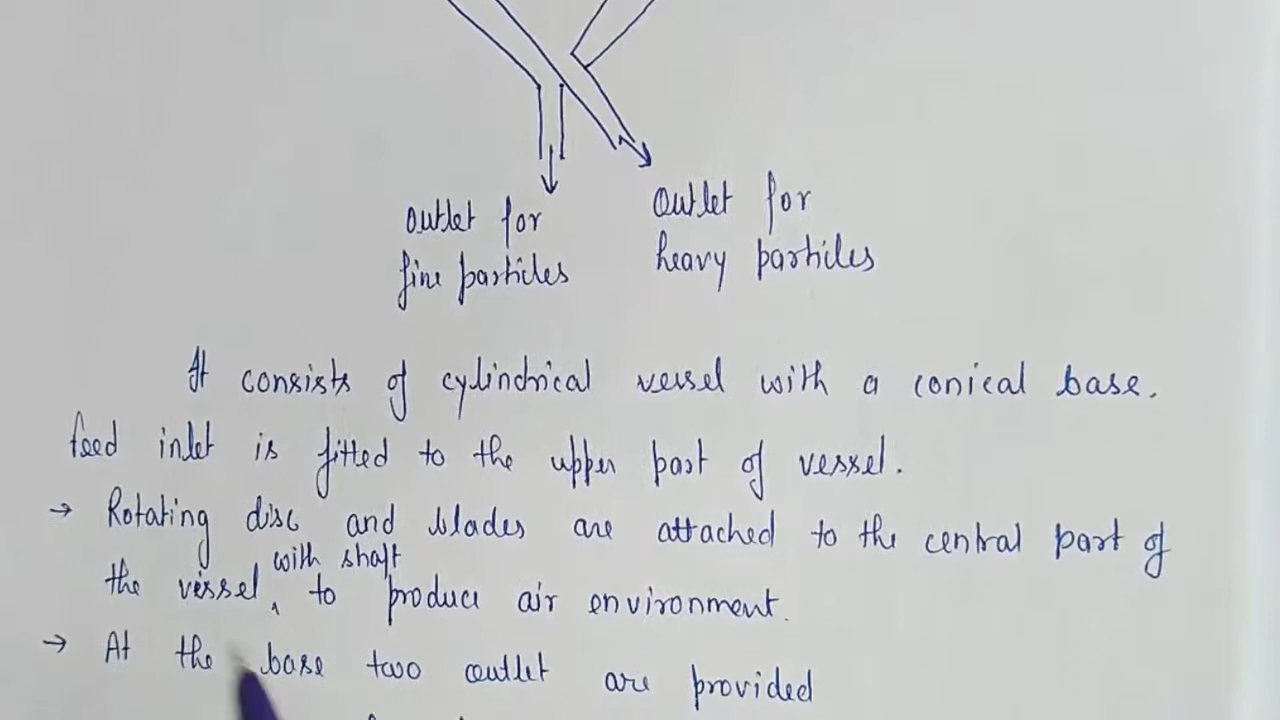 outlet for
fine particles
outlet for
heavy particles
It consists of cylindrical vessel with a conical base.
feed inlet is fitted to the upper part of vessel.
→ Rotating disc and blades are attached to the central part of
with shaft
the vessel ‸ to produce air environment.
→ At the base two outlet are provided